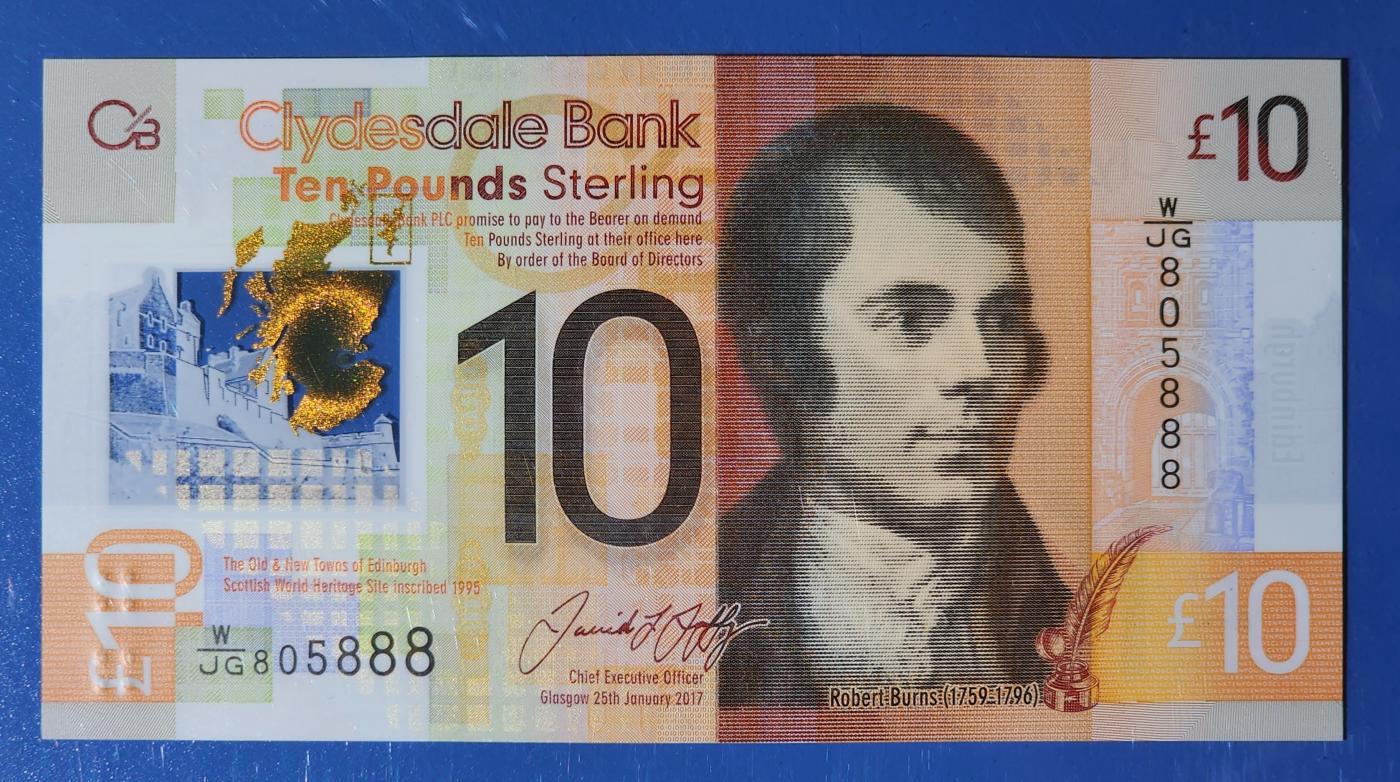 CB
Clydesdale Bank
Ten Pounds Sterling
Clydesdale Bank PLC promise to pay to the Bearer on demand
Ten Pounds Sterling at their office here
By order of the Board of Directors
10
£10
W
JG
805888
Edinburgh
£10
The Old & New Towns of Edinburgh
Scottish World Heritage Site inscribed 1995
W
JG 805888
Chief Executive Officer
Glasgow 25th January 2017
Robert Burns (1759-1796)
£10